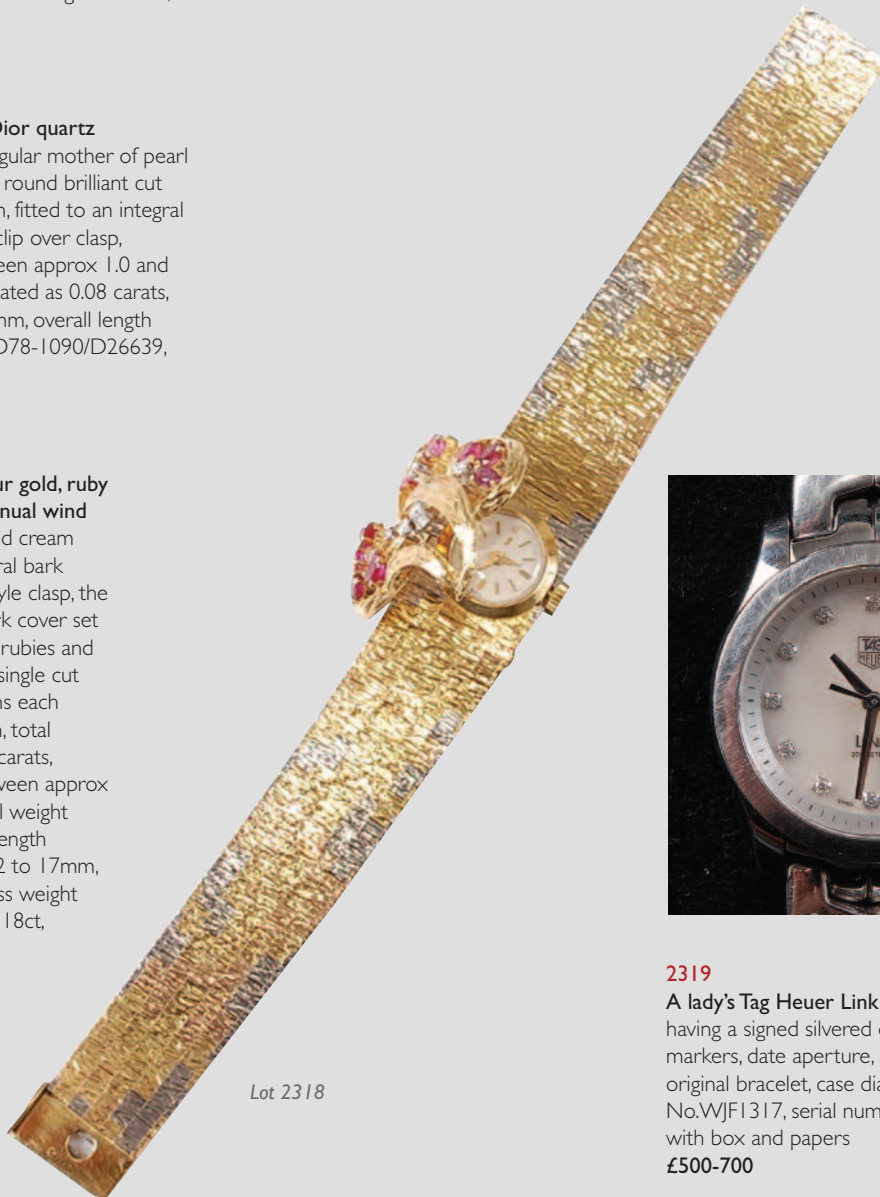 Dior quartz
gular mother of pearl
round brilliant cut
n, fitted to an integral
clip over clasp,
een approx 1.0 and
ated as 0.08 carats,
mm, overall length
D78-1090/D26639,
ur gold, ruby
nual wind
d cream
ral bark
yle clasp, the
k cover set
rubies and
single cut
ns each
n, total
carats,
ween approx
l weight
ength
2 to 17mm,
ss weight
18ct,
Lot 2318
TAG
HEUER
LIN
2319
A lady's Tag Heuer Link
having a signed silvered
markers, date aperture,
original bracelet, case dia
No.WJF1317, serial num
with box and papers
£500-700